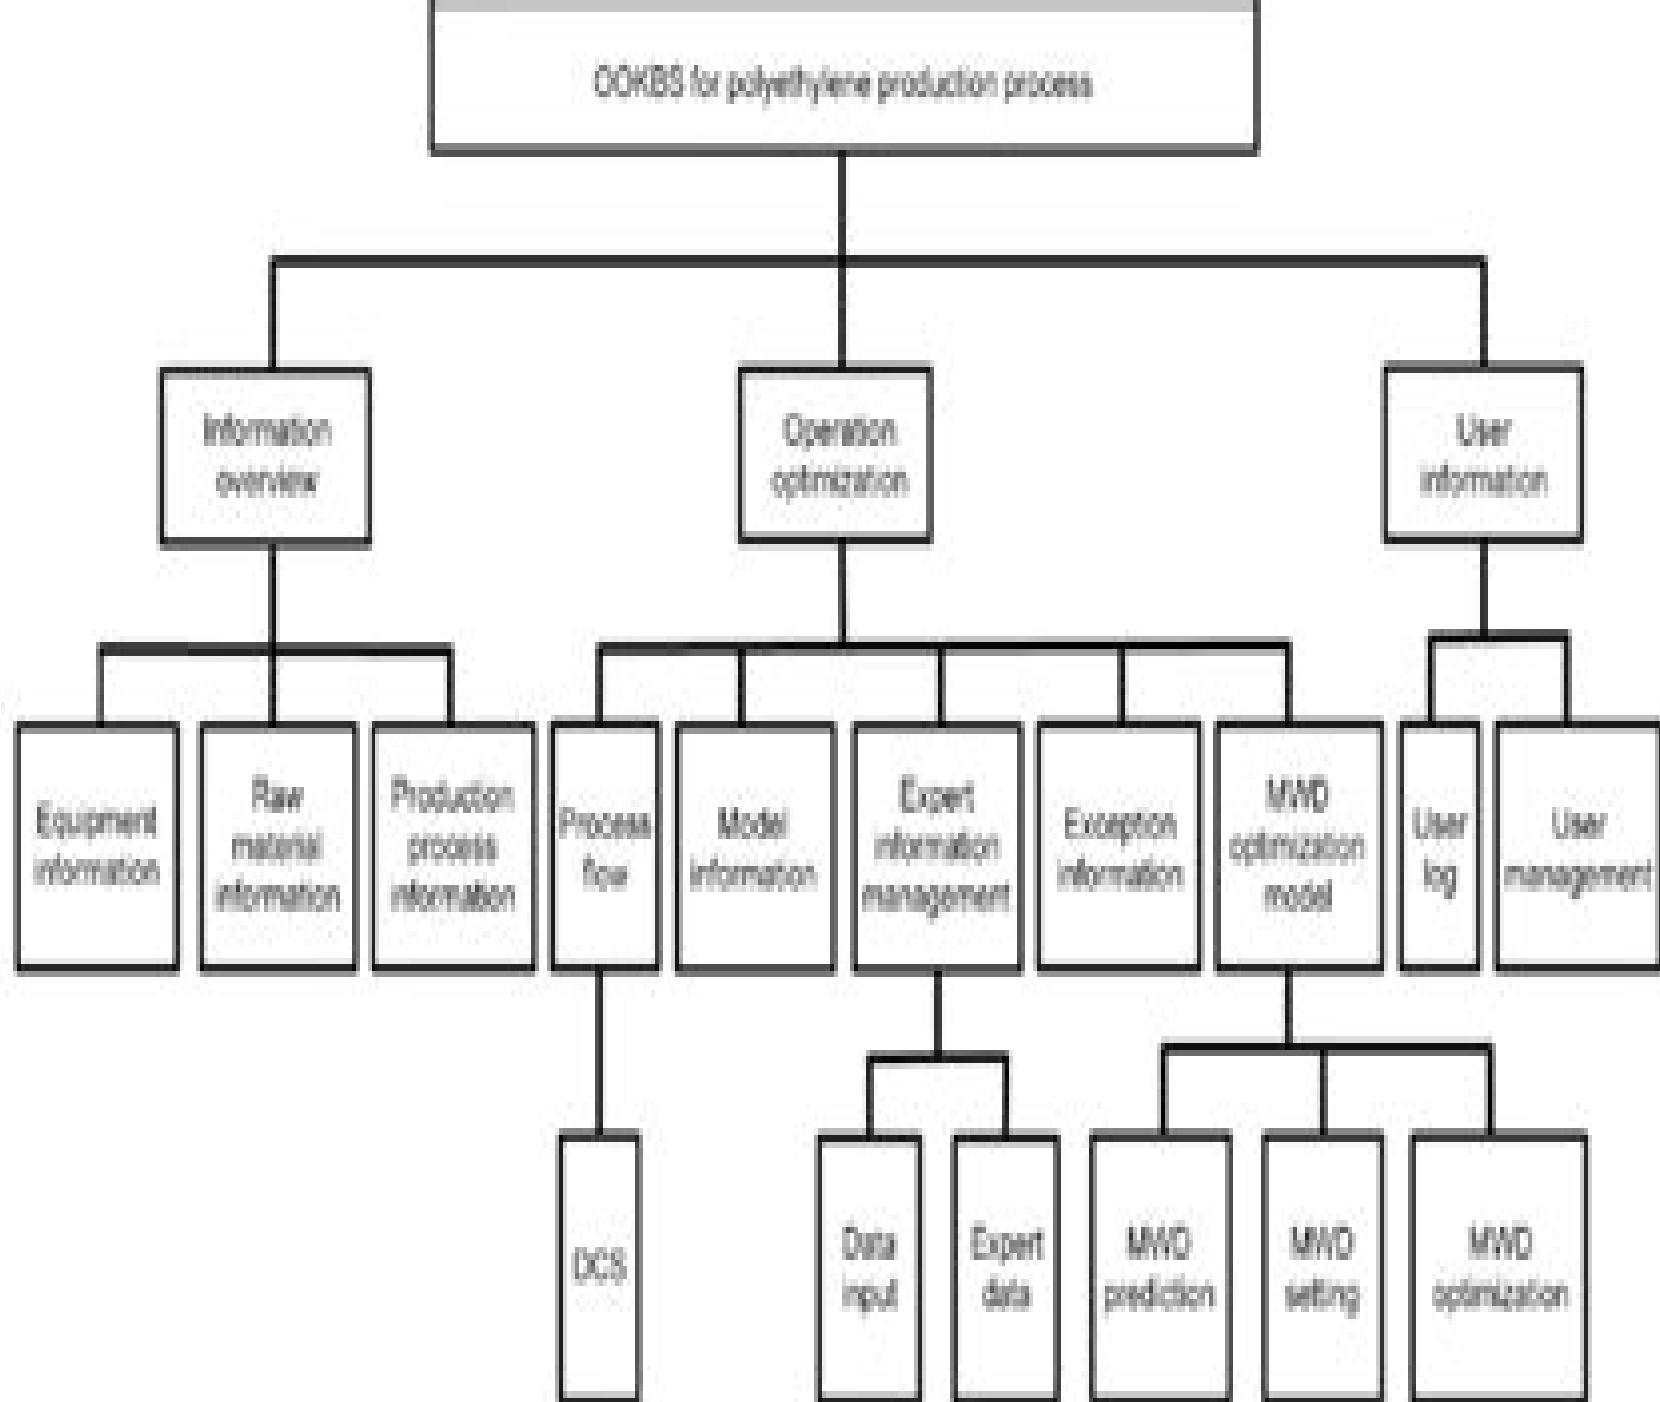 OOKBS for polyethylene production process
Information
overview
Operation
optimization
User
information
Equipment
information
Raw
material
information
Production
process
information
Process
flow
Model
information
Expert
information
management
Exception
information
MWD
optimization
model
User
log
User
management
DCS
Data
input
Expert
data
MWD
prediction
MWD
setting
MWD
optimization